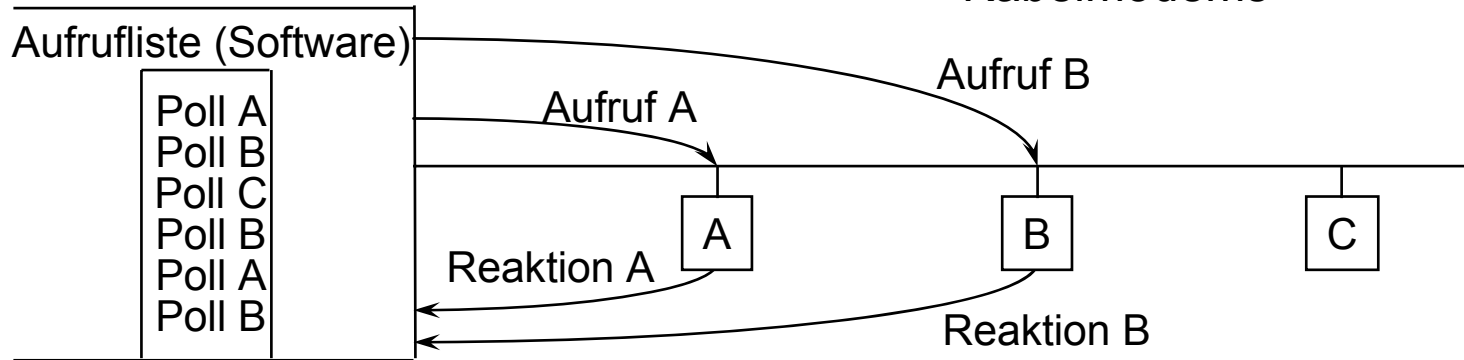 Aufrufliste (Software)
Poll A
Poll B
Poll C
Poll B
Poll A
Poll B
Aufruf A
Aufruf B
A
B
C
Reaktion A
Reaktion B